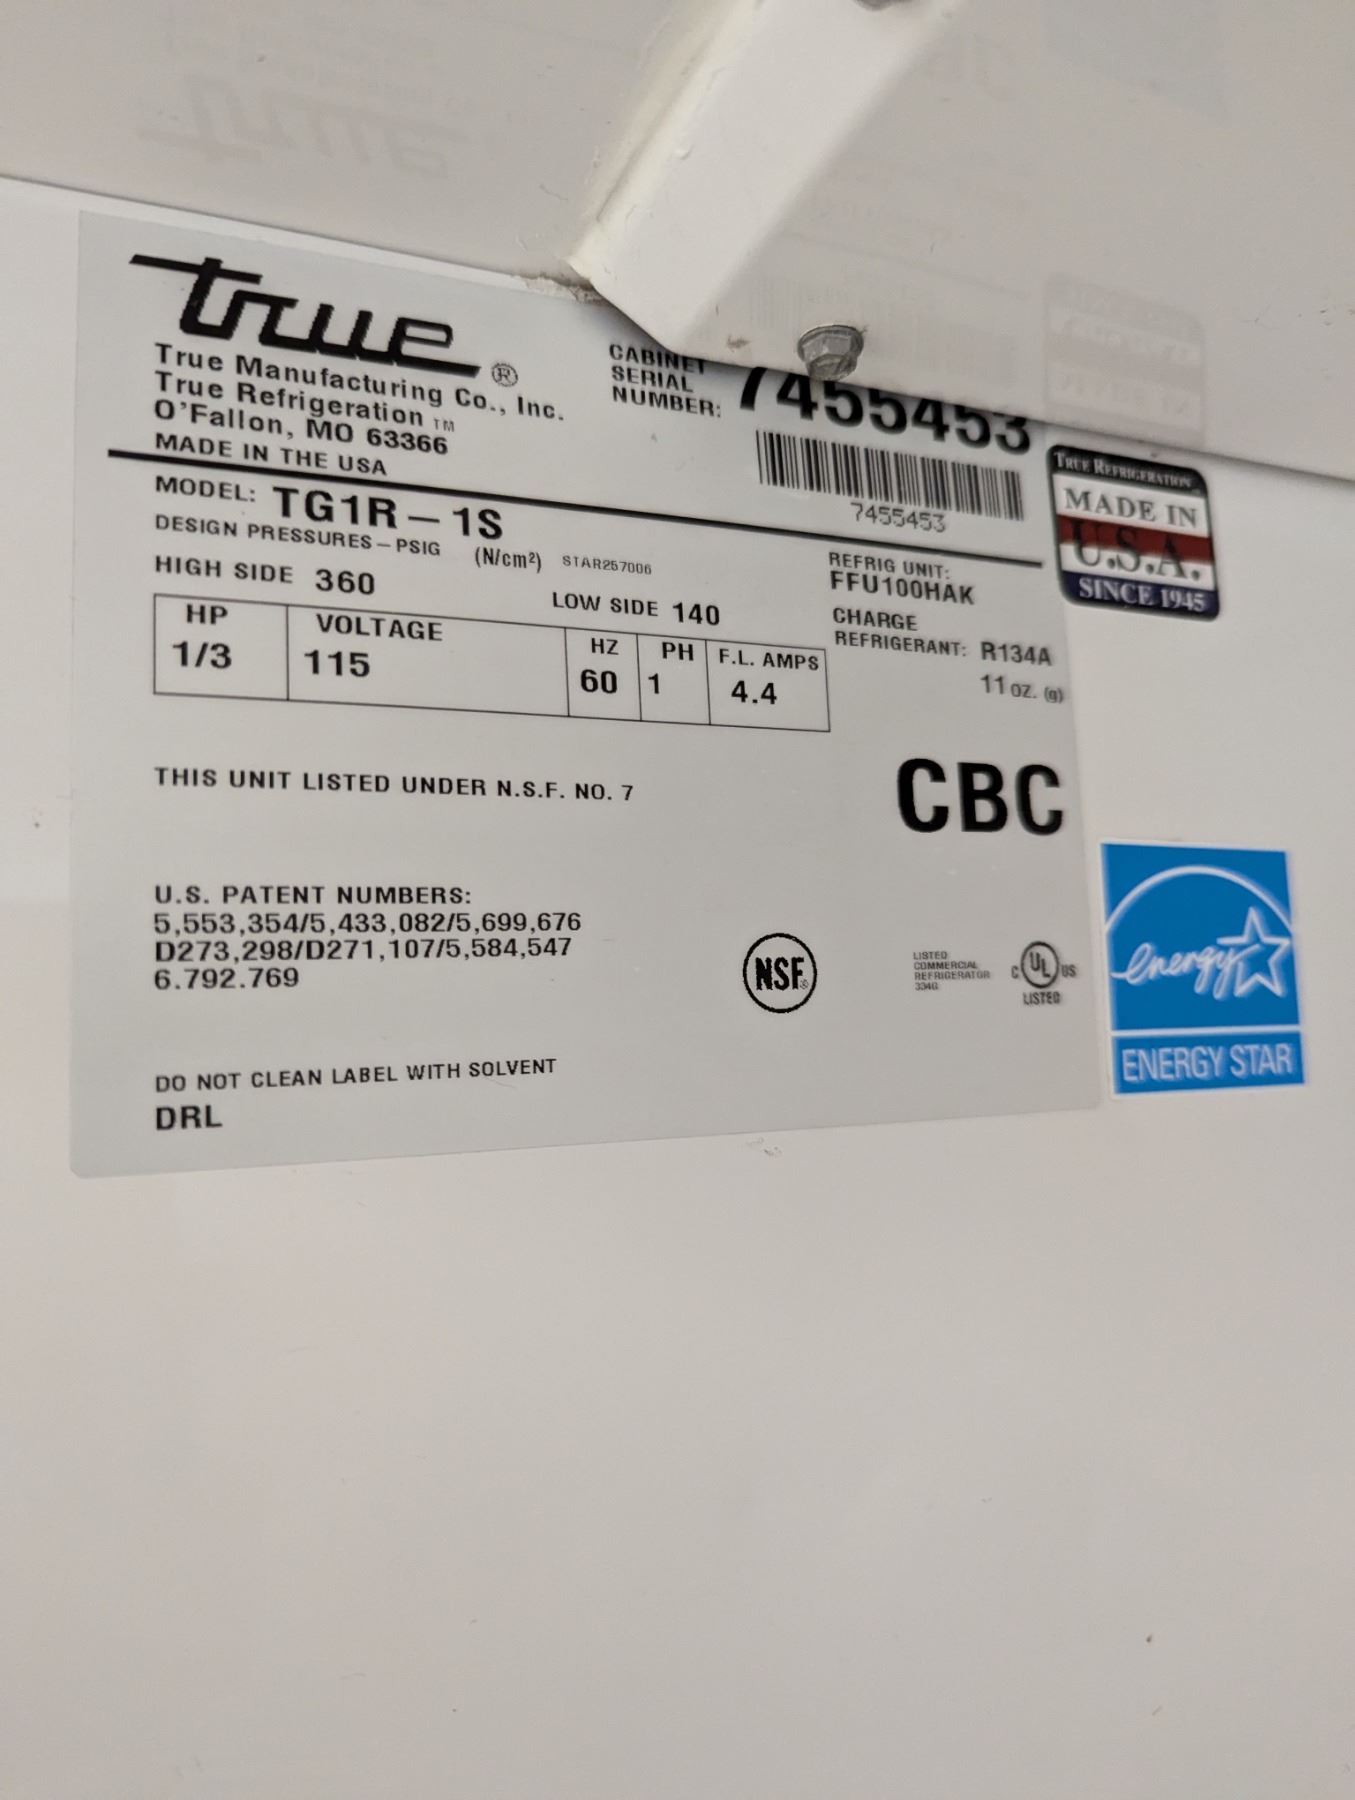 true®
True Manufacturing Co., Inc.
True Refrigeration TM
O'Fallon, MO 63366
MADE IN THE USA
CABINET
SERIAL
NUMBER:
7455453
7455453
MODEL: TG1R-1S
DESIGN PRESSURES-PSIG (N/cm²) STAR257006
HIGH SIDE 360 LOW SIDE 140
REFRIG UNIT:
FFU100HAK
CHARGE
REFRIGERANT: R134A
11 oz. (g)
HP VOLTAGE HZ PH F.L. AMPS
1/3 115 60 1 4.4
TRUE REFRIGERATION
MADE IN
U.S.A.
SINCE 1945
THIS UNIT LISTED UNDER N.S.F. NO. 7
CBC
U.S. PATENT NUMBERS:
5,553,354/5,433,082/5,699,676
D273,298/D271,107/5,584,547
6.792.769
NSF®
LISTED
COMMERCIAL
REFRIGERATOR
334G
C UL US
LISTED
energy
ENERGY STAR
DO NOT CLEAN LABEL WITH SOLVENT
DRL